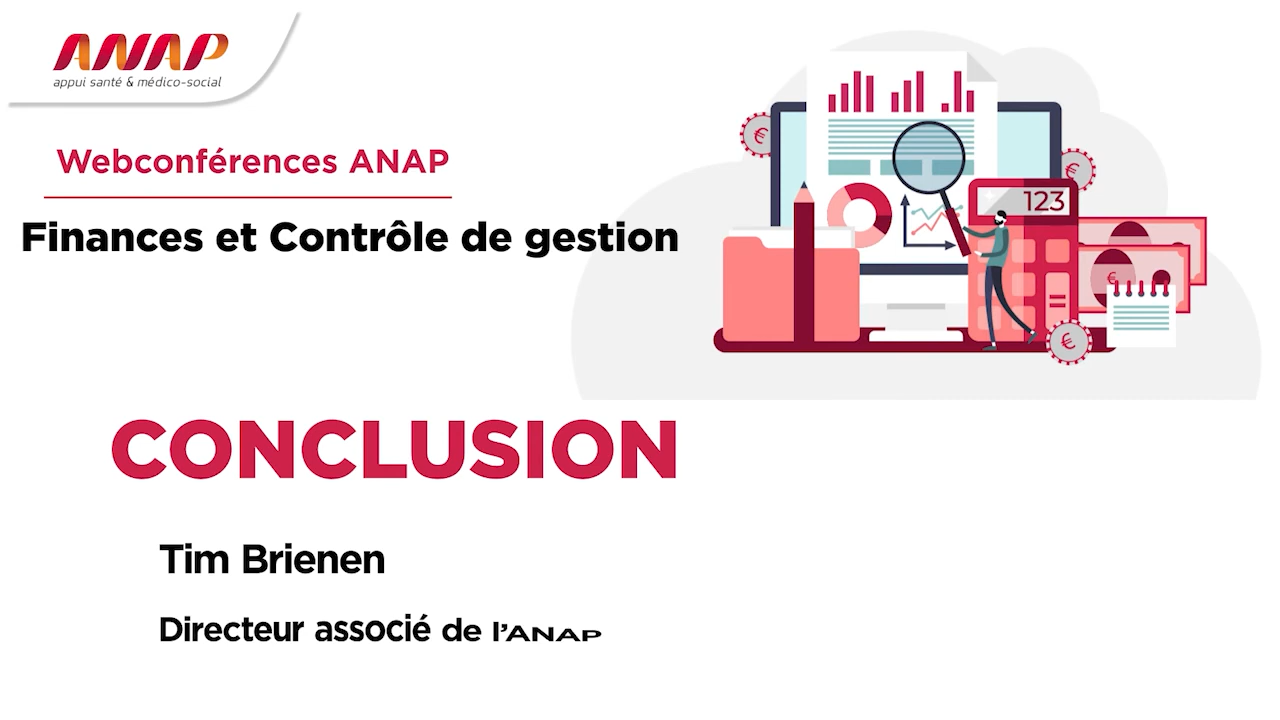 ANAP
appui santé & médico-social
Webconférences ANAP
Finances et Contrôle de gestion
123
CONCLUSION
Tim Brienen
Directeur associé de l'ANAP